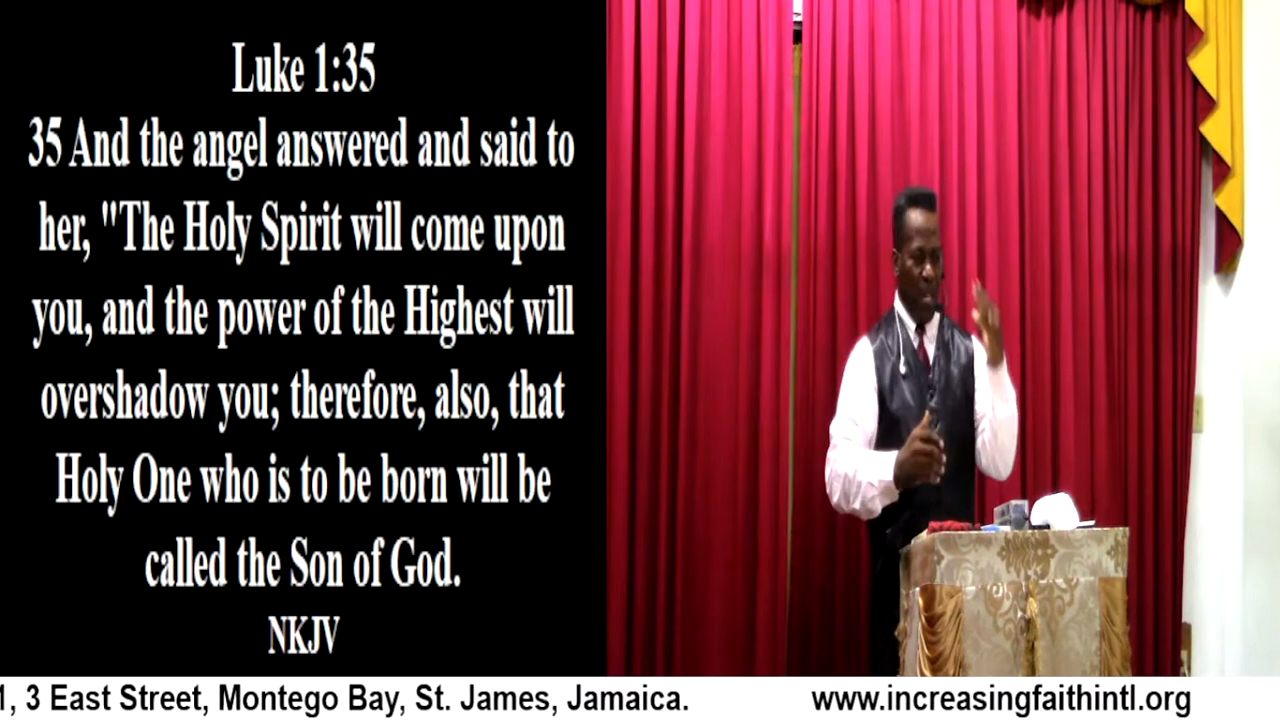 Luke 1:35
35 And the angel answered and said to
her, "The Holy Spirit will come upon
you, and the power of the Highest will
overshadow you; therefore, also, that
Holy One who is to be born will be
called the Son of God.
NKJV
1, 3 East Street, Montego Bay, St. James, Jamaica. www.increasingfaithintl.org